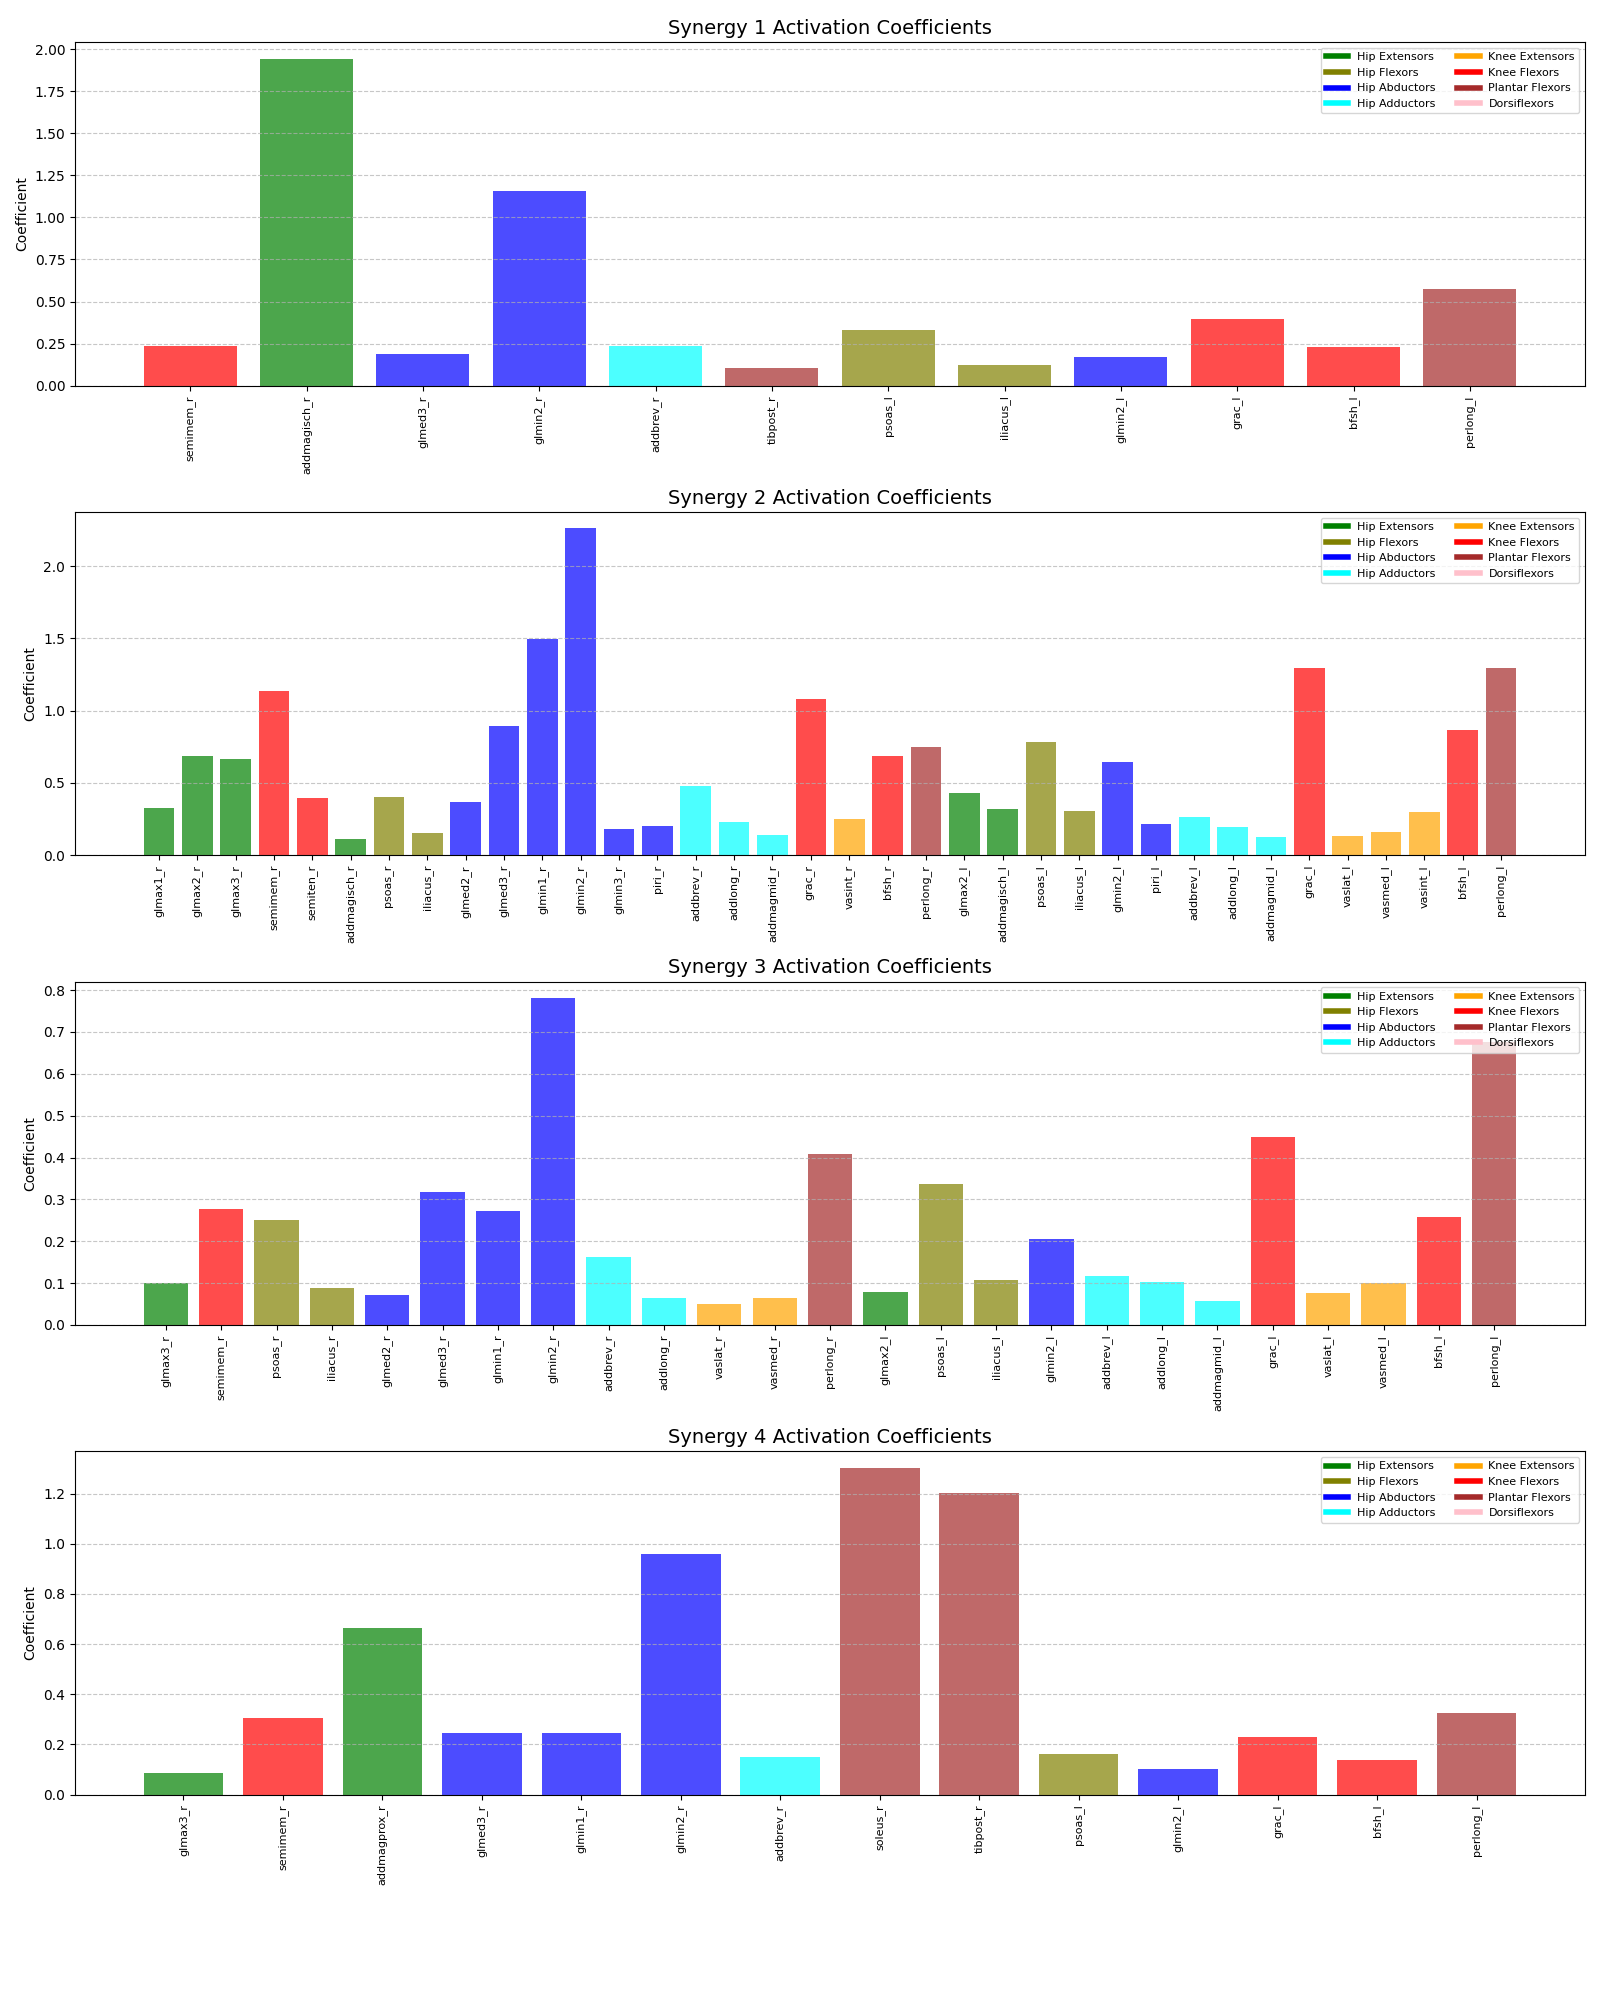 Synergy 1 Activation Coefficients
Coefficient
2.00
1.75
1.50
1.25
1.00
0.75
0.50
0.25
0.00
Hip Extensors
Hip Flexors
Hip Abductors
Hip Adductors
Knee Extensors
Knee Flexors
Plantar Flexors
Dorsiflexors
semimem_r
addmagisch_r
glmed3_r
glmin2_r
addbrev_r
tibpost_r
psoas_l
iliacus_l
glmin2_l
grac_l
bfsh_l
perlong_l
Synergy 2 Activation Coefficients
Coefficient
2.0
1.5
1.0
0.5
0.0
Hip Extensors
Hip Flexors
Hip Abductors
Hip Adductors
Knee Extensors
Knee Flexors
Plantar Flexors
Dorsiflexors
glmax1_r
glmax2_r
glmax3_r
semimem_r
semiten_r
addmagisch_r
psoas_r
iliacus_r
glmed2_r
glmed3_r
glmin1_r
glmin2_r
glmin3_r
piri_r
addbrev_r
addlong_r
addmagmid_r
grac_r
vasint_r
bfsh_r
perlong_r
glmax2_l
addmagisch_l
psoas_l
iliacus_l
glmin2_l
piri_l
addbrev_l
addlong_l
addmagmid_l
grac_l
vaslat_l
vasmed_l
vasint_l
bfsh_l
perlong_l
Synergy 3 Activation Coefficients
Coefficient
0.8
0.7
0.6
0.5
0.4
0.3
0.2
0.1
0.0
Hip Extensors
Hip Flexors
Hip Abductors
Hip Adductors
Knee Extensors
Knee Flexors
Plantar Flexors
Dorsiflexors
glmax3_r
semimem_r
psoas_r
iliacus_r
glmed2_r
glmed3_r
glmin1_r
glmin2_r
addbrev_r
addlong_r
vaslat_r
vasmed_r
perlong_r
glmax2_l
psoas_l
iliacus_l
glmin2_l
addbrev_l
addlong_l
addmagmid_l
grac_l
vaslat_l
vasmed_l
bfsh_l
perlong_l
Synergy 4 Activation Coefficients
Coefficient
1.2
1.0
0.8
0.6
0.4
0.2
0.0
Hip Extensors
Hip Flexors
Hip Abductors
Hip Adductors
Knee Extensors
Knee Flexors
Plantar Flexors
Dorsiflexors
glmax3_r
semimem_r
addmagprox_r
glmed3_r
glmin1_r
glmin2_r
addbrev_r
soleus_r
tibpost_r
psoas_l
glmin2_l
grac_l
bfsh_l
perlong_l